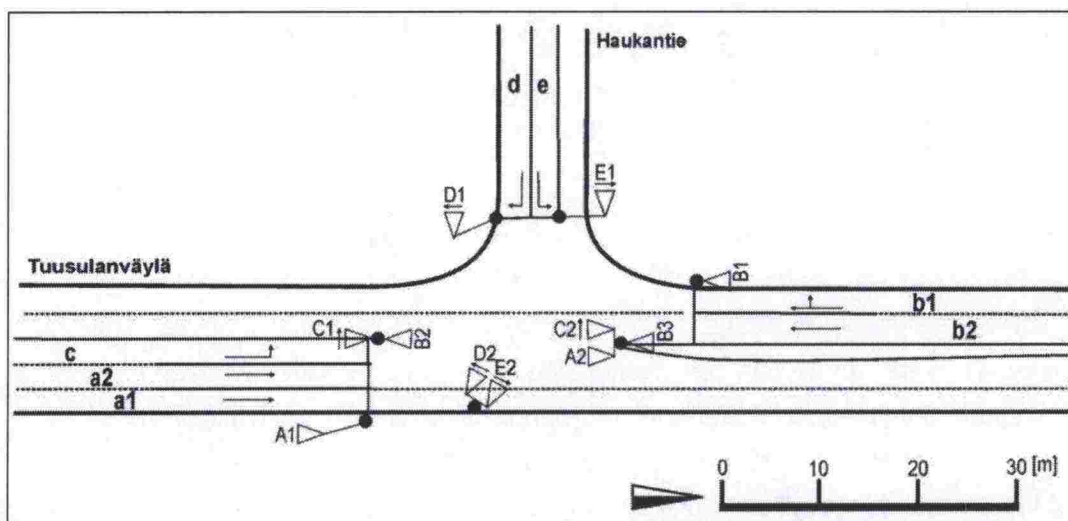 Haukantie
d e
D1
E1
Tuusulanväylä
B1
b1
C1
B2
C2
B3
b2
c
A2
a2
D2
E2
a1
A1
0 10 20 30 [m]